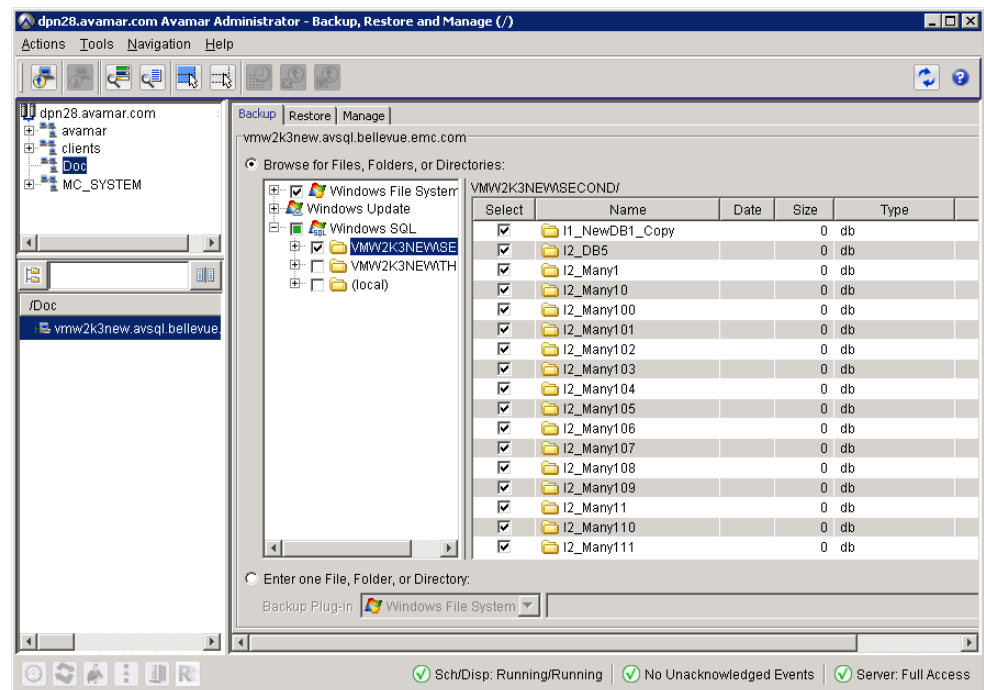 dpn28.avamar.com Avamar Administrator - Backup, Restore and Manage (/)
Actions Tools Navigation Help
dpn28.avamar.com
avamar
clients
Doc
MC_SYSTEM
/Doc
vmw2k3new.avsql.bellevue.
Backup Restore Manage
vmw2k3new.avsql.bellevue.emc.com
Browse for Files, Folders, or Directories:
Windows File System
Windows Update
Windows SQL
VMW2K3NEW\SE
VMW2K3NEW\TH
(local)
VMW2K3NEW\SECOND/
Select Name Date Size Type
I1_NewDB1_Copy 0 db
I2_DB5 0 db
I2_Many1 0 db
I2_Many10 0 db
I2_Many100 0 db
I2_Many101 0 db
I2_Many102 0 db
I2_Many103 0 db
I2_Many104 0 db
I2_Many105 0 db
I2_Many106 0 db
I2_Many107 0 db
I2_Many108 0 db
I2_Many109 0 db
I2_Many11 0 db
I2_Many110 0 db
I2_Many111 0 db
Enter one File, Folder, or Directory:
Backup Plug-in Windows File System
Sch/Disp: Running/Running No Unacknowledged Events Server: Full Access